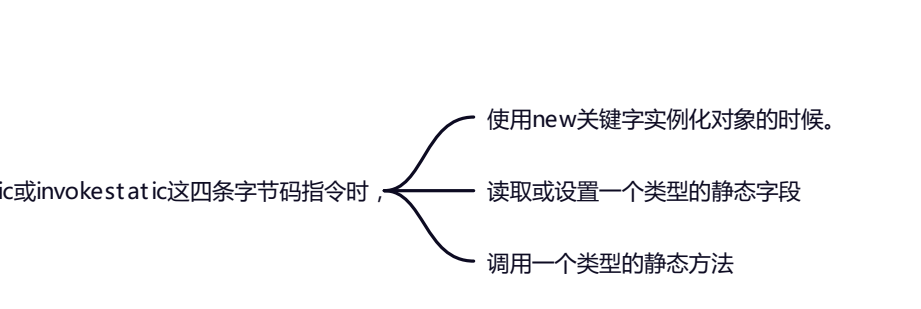 使用new关键字实例化对象的时候。
ic或invokestatic这四条字节码指令时，
读取或设置一个类型的静态字段
调用一个类型的静态方法